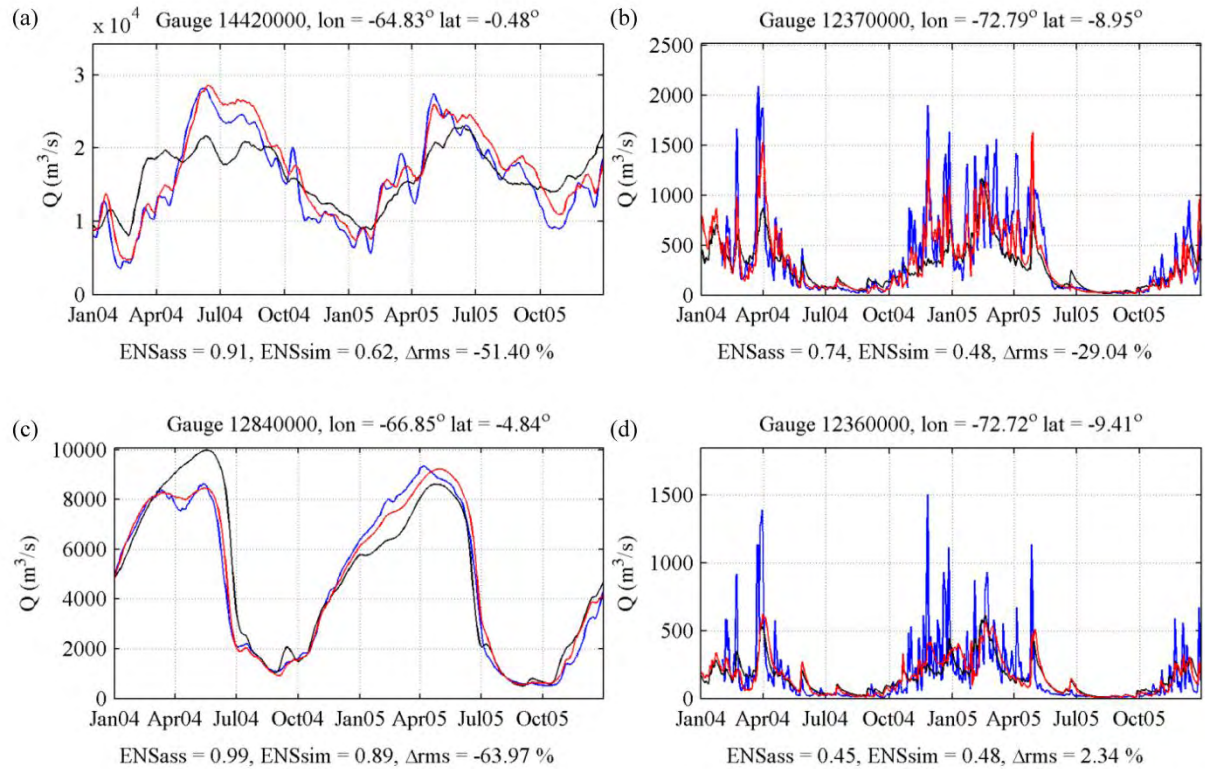 (a)
Gauge 14420000, lon = -64.83° lat = -0.48°
x 10⁴
3
2
1
0
Q (m³/s)
Jan04 Apr04 Jul04 Oct04 Jan05 Apr05 Jul05 Oct05
ENSass = 0.91, ENSsim = 0.62, Δrms = -51.40 %
(b)
Gauge 12370000, lon = -72.79° lat = -8.95°
2500
2000
1500
1000
500
0
Q (m³/s)
Jan04 Apr04 Jul04 Oct04 Jan05 Apr05 Jul05 Oct05
ENSass = 0.74, ENSsim = 0.48, Δrms = -29.04 %
(c)
Gauge 12840000, lon = -66.85° lat = -4.84°
10000
8000
6000
4000
2000
0
Q (m³/s)
Jan04 Apr04 Jul04 Oct04 Jan05 Apr05 Jul05 Oct05
ENSass = 0.99, ENSsim = 0.89, Δrms = -63.97 %
(d)
Gauge 12360000, lon = -72.72° lat = -9.41°
1500
1000
500
0
Q (m³/s)
Jan04 Apr04 Jul04 Oct04 Jan05 Apr05 Jul05 Oct05
ENSass = 0.45, ENSsim = 0.48, Δrms = 2.34 %